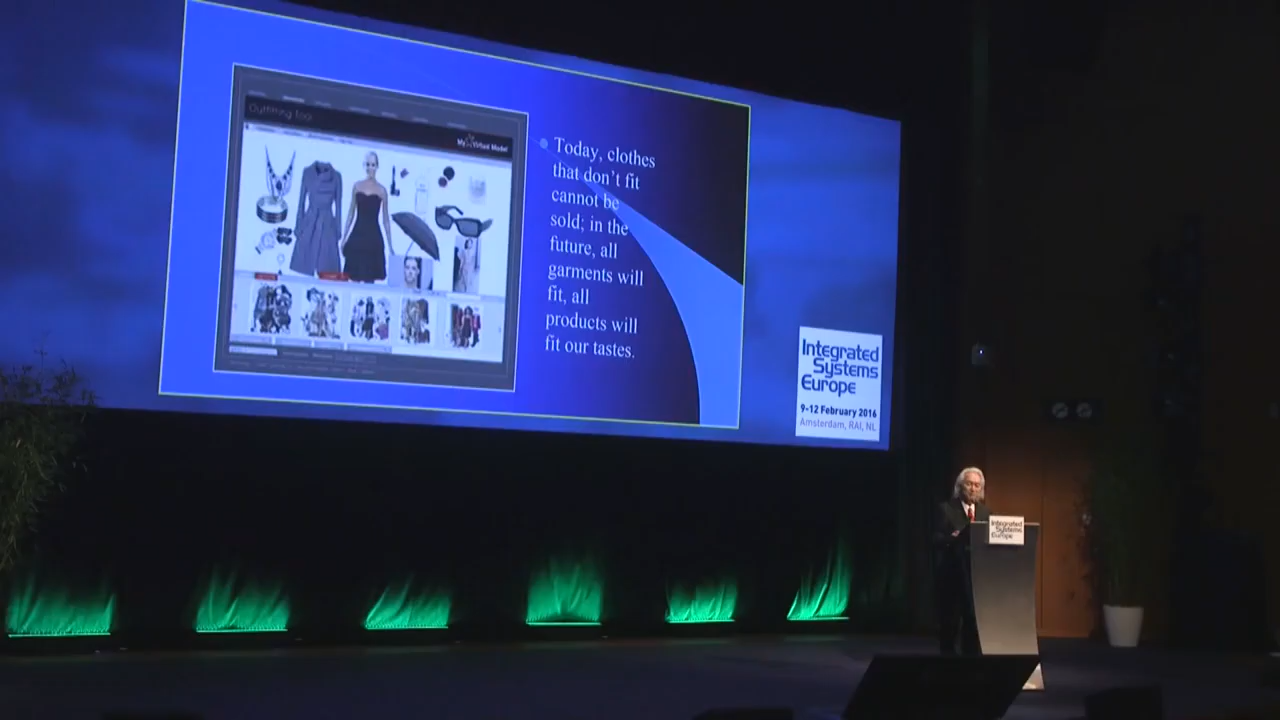 Outfitting Tool
My Virtual Model
Today, clothes
that don't fit
cannot be
sold; in the
future, all
garments will
fit, all
products will
fit our tastes.
Integrated
Systems
Europe
9-12 February 2016
Amsterdam, RAI, NL
Integrated
Systems
Europe